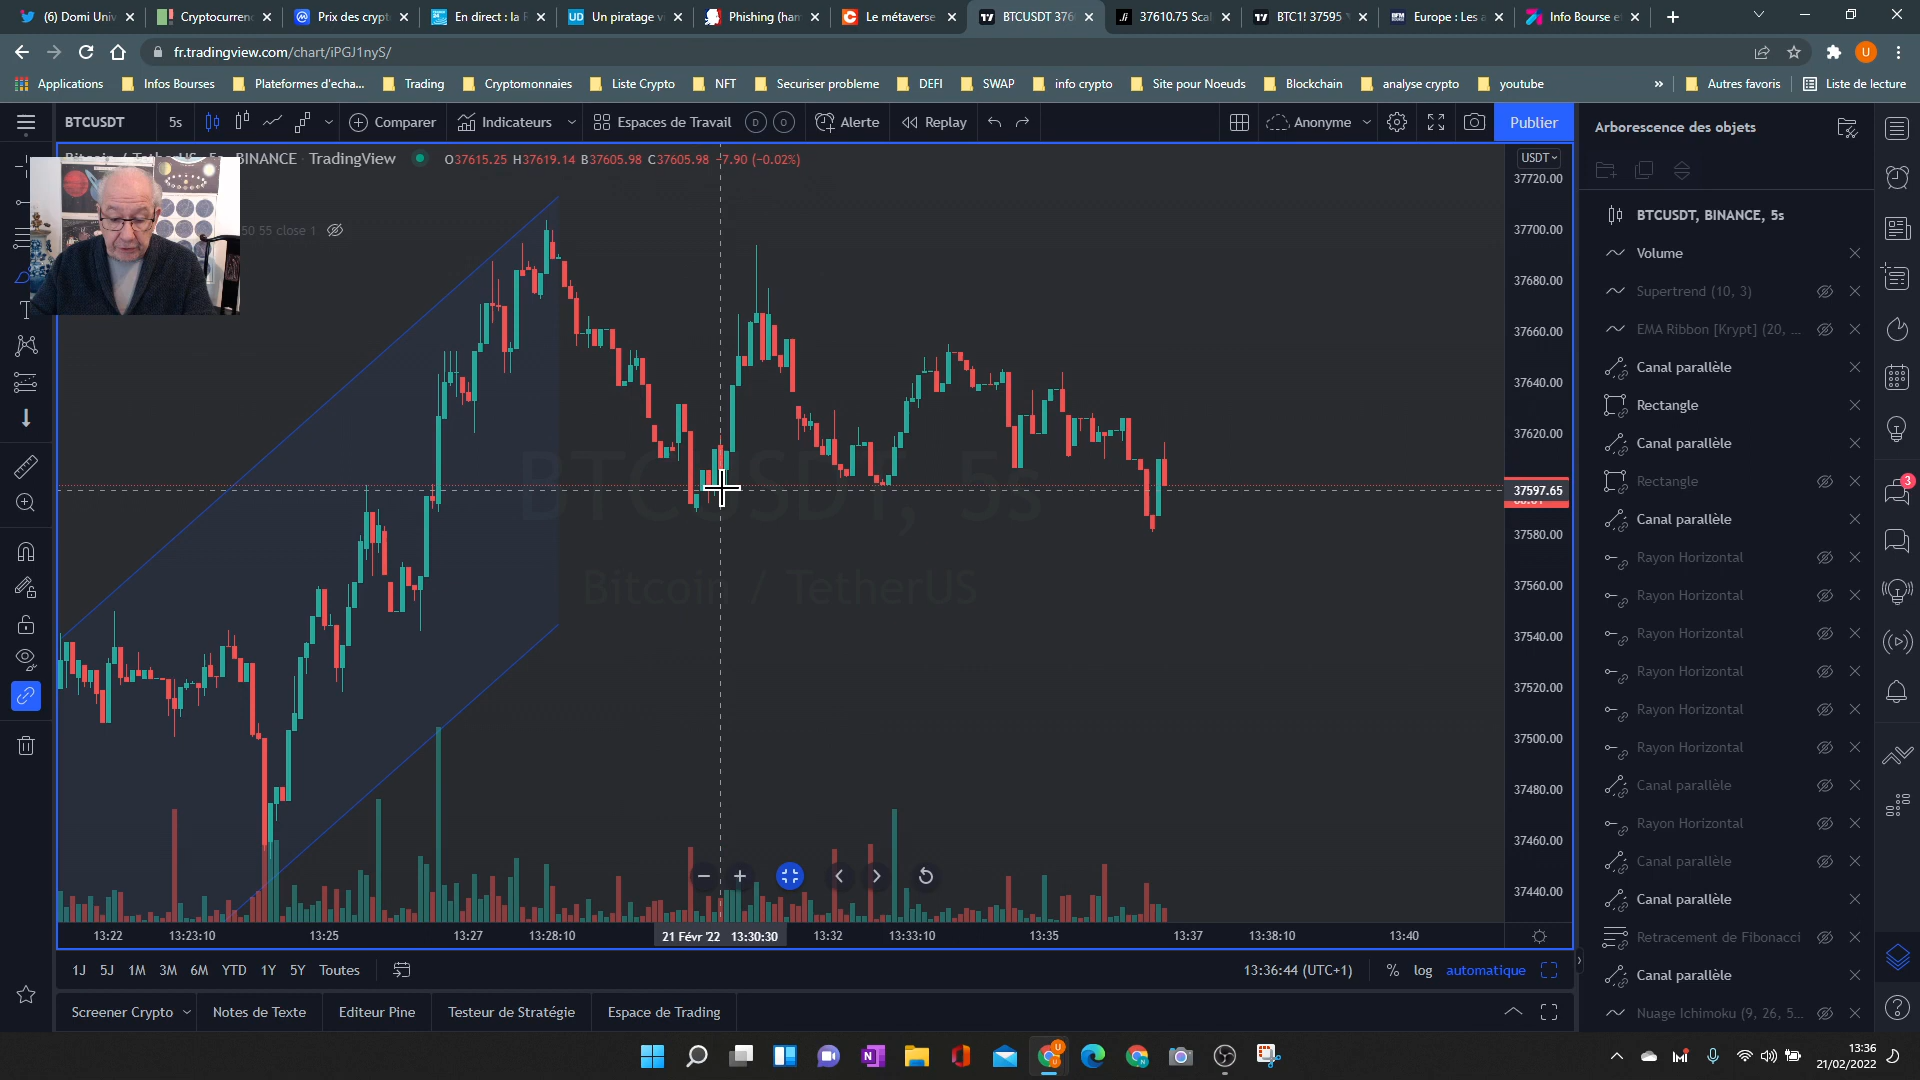 (6) Domi Univ
Cryptocurrenc
Prix des crypt
En direct : la
Un piratage v
Phishing (han
Le métaverse
BTCUSDT 376
37610.75 Scal
BTC1! 37595
Europe : Les a
Info Bourse e
fr.tradingview.com/chart/iPGJ1nyS/
U
Applications
Infos Bourses
Plateformes d'echa...
Trading
Cryptomonnaies
Liste Crypto
NFT
Securiser probleme
DEFI
SWAP
info crypto
Site pour Noeuds
Blockchain
analyse crypto
youtube
»
Autres favoris
Liste de lecture
BTCUSDT
5s
Comparer
Indicateurs
Espaces de Travail
D
O
Alerte
Replay
Anonyme
Publier
BINANCE · TradingView
O37615.25 H37619.14 B37605.98 C37605.98 −7.90 (−0.02%)
50 55 close 1
BTCUSDT, 5s
Bitcoin / TetherUS
USDT
37720.00
37700.00
37680.00
37660.00
37640.00
37620.00
37597.65
37580.00
37560.00
37540.00
37520.00
37500.00
37480.00
37460.00
37440.00
13:22
13:23:10
13:25
13:27
13:28:10
21 Févr '22 13:30:30
13:32
13:33:10
13:35
13:37
13:38:10
13:40
1J
5J
1M
3M
6M
YTD
1Y
5Y
Toutes
13:36:44 (UTC+1)
%
log
automatique
Screener Crypto
Notes de Texte
Editeur Pine
Testeur de Stratégie
Espace de Trading
Arborescence des objets
BTCUSDT, BINANCE, 5s
Volume
Supertrend (10, 3)
EMA Ribbon [Krypt] (20, ...
Canal parallèle
Rectangle
Canal parallèle
Rectangle
Canal parallèle
Rayon Horizontal
Rayon Horizontal
Rayon Horizontal
Rayon Horizontal
Rayon Horizontal
Rayon Horizontal
Canal parallèle
Rayon Horizontal
Canal parallèle
Canal parallèle
Retracement de Fibonacci
Canal parallèle
Nuage Ichimoku (9, 26, 5...
3
13:36
21/02/2022